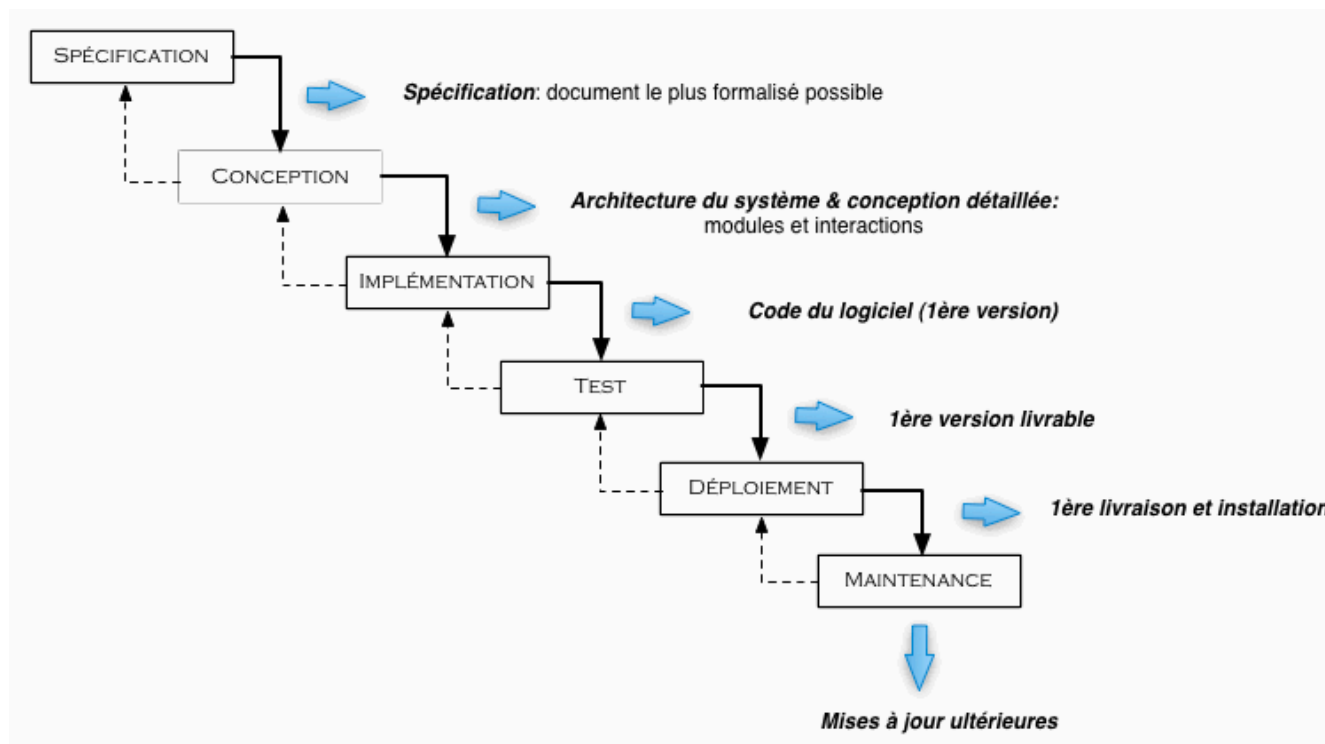 SPÉCIFICATION
Spécification: document le plus formalisé possible
CONCEPTION
Architecture du système & conception détaillée:
modules et interactions
IMPLÉMENTATION
Code du logiciel (1ère version)
TEST
1ère version livrable
DÉPLOIEMENT
1ère livraison et installation
MAINTENANCE
Mises à jour ultérieures